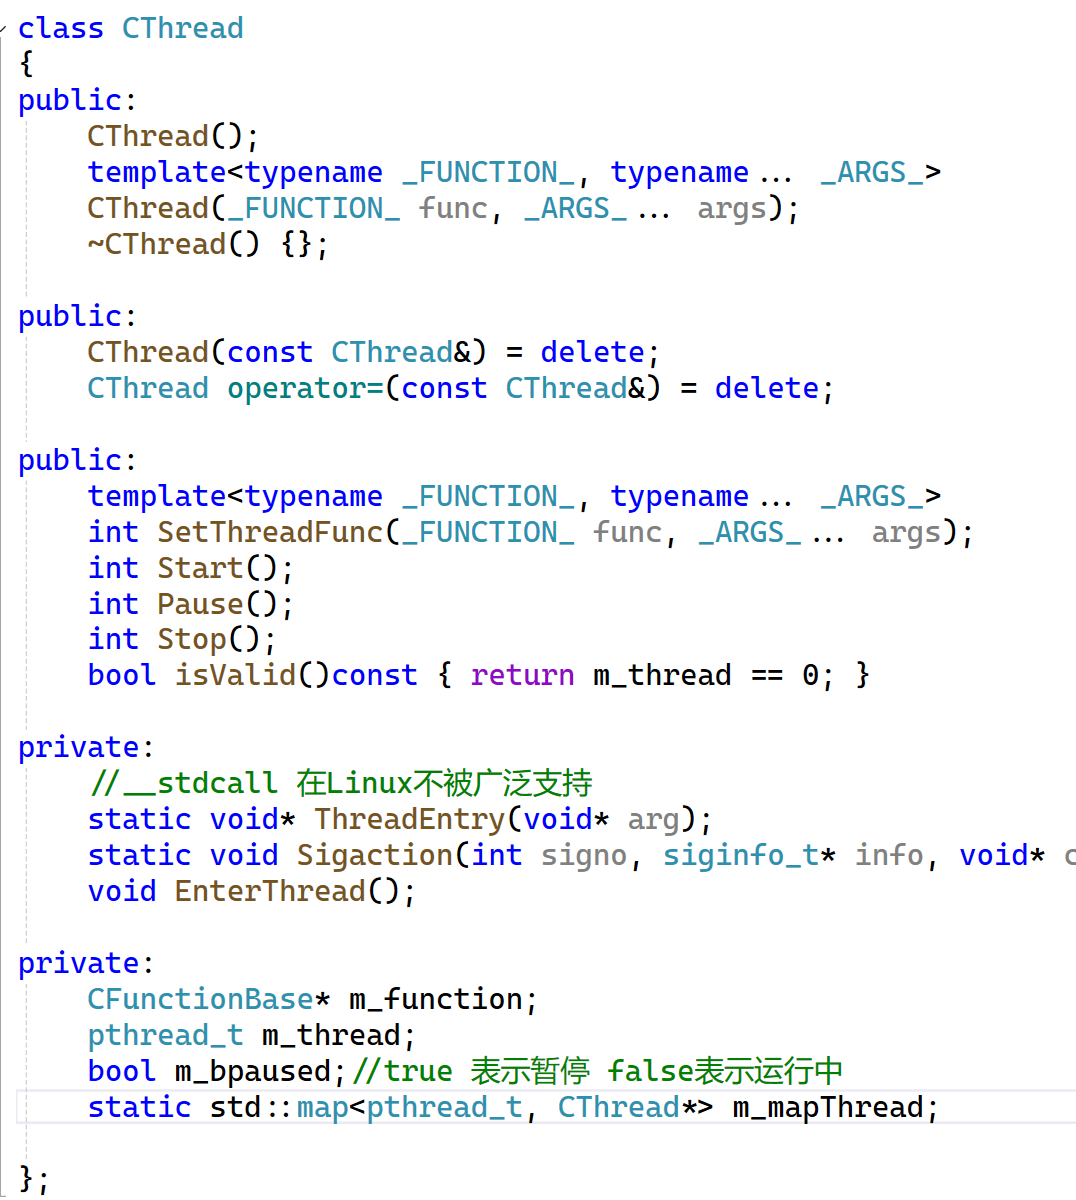 class CThread
{
public:
    CThread();
    template<typename _FUNCTION_, typename... _ARGS_>
    CThread(_FUNCTION_ func, _ARGS_... args);
    ~CThread() {};
public:
    CThread(const CThread&) = delete;
    CThread operator=(const CThread&) = delete;
public:
    template<typename _FUNCTION_, typename... _ARGS_>
    int SetThreadFunc(_FUNCTION_ func, _ARGS_... args);
    int Start();
    int Pause();
    int Stop();
    bool isValid()const { return m_thread == 0; }
private:
    //__stdcall 在Linux不被广泛支持
    static void* ThreadEntry(void* arg);
    static void Sigaction(int signo, siginfo_t* info, void* 
    void EnterThread();
private:
    CFunctionBase* m_function;
    pthread_t m_thread;
    bool m_bpaused;//true 表示暂停 false表示运行中
    static std::map<pthread_t, CThread*> m_mapThread;
};